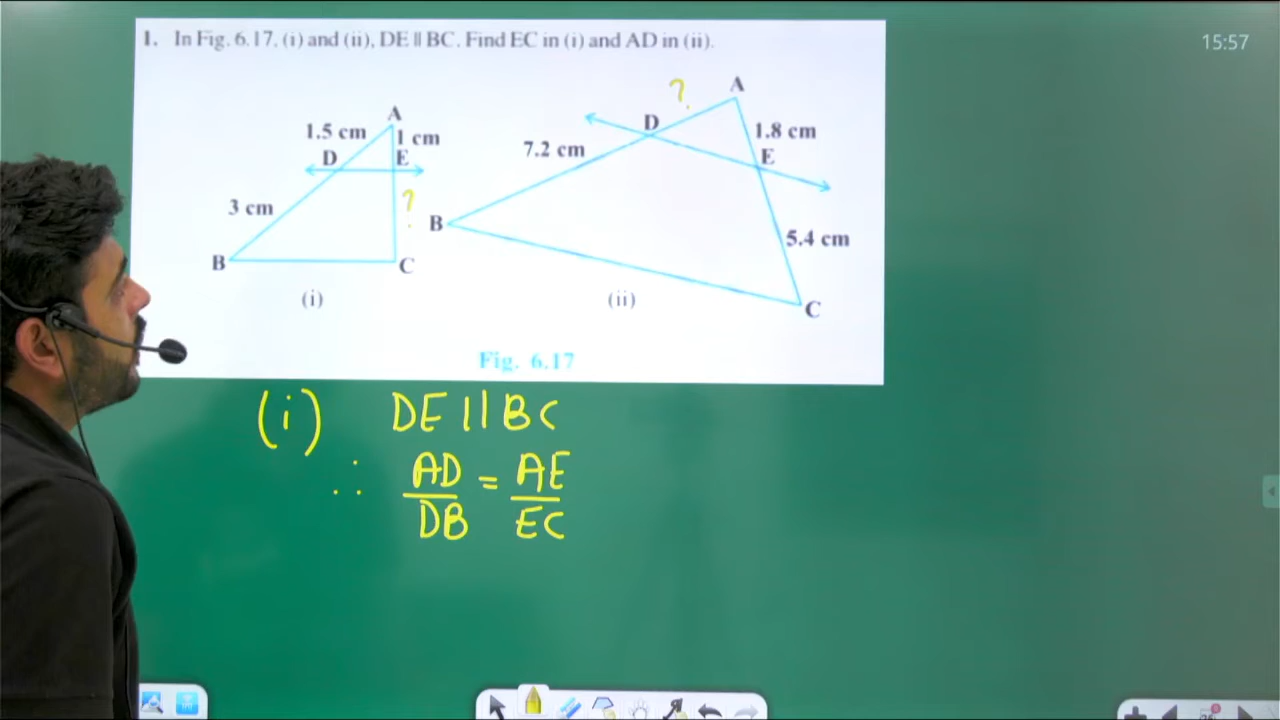 15:57
1. In Fig. 6.17, (i) and (ii), DE || BC. Find EC in (i) and AD in (ii).
A
1.5 cm
1 cm
D
E
3 cm
?
B
C
(i)
?
A
D
1.8 cm
7.2 cm
E
B
5.4 cm
(ii)
C
Fig. 6.17
(i) DE || BC
∴ AD/DB = AE/EC